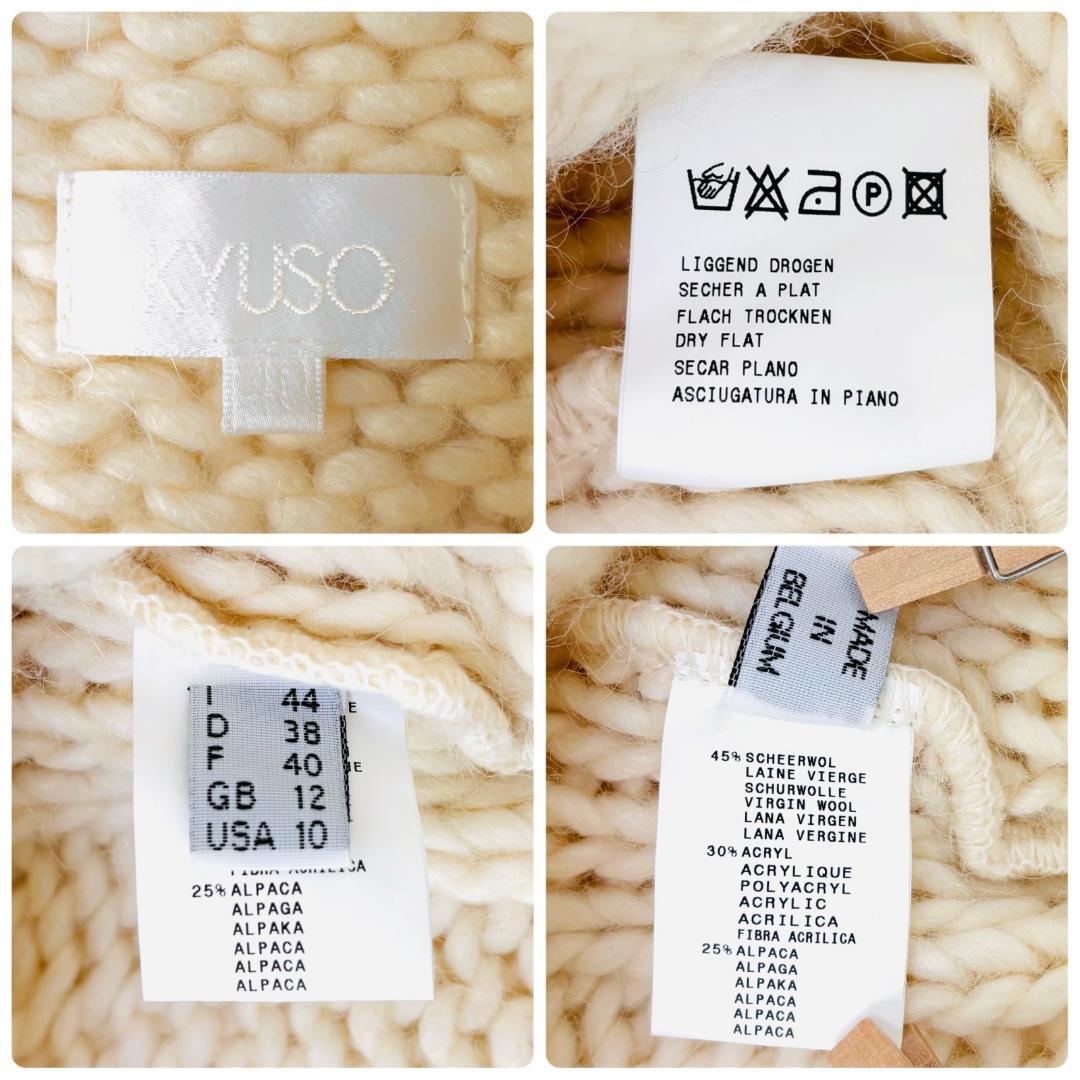 KYUSO
P
LIGGEND DROGEN
SECHER A PLAT
FLACH TROCKNEN
DRY FLAT
SECAR PLANO
ASCIUGATURA IN PIANO
I 44
D 38
F 40
GB 12
USA 10
E
IE
FIBRA ACRILICA
25% ALPACA
ALPAGA
ALPAKA
ALPACA
ALPACA
ALPACA
MADE
IN
BELGIUM
45% SCHEERWOL
LAINE VIERGE
SCHURWOLLE
VIRGIN WOOL
LANA VIRGEN
LANA VERGINE
30% ACRYL
ACRYLIQUE
POLYACRYL
ACRYLIC
ACRILICA
FIBRA ACRILICA
25% ALPACA
ALPAGA
ALPAKA
ALPACA
ALPACA
ALPACA